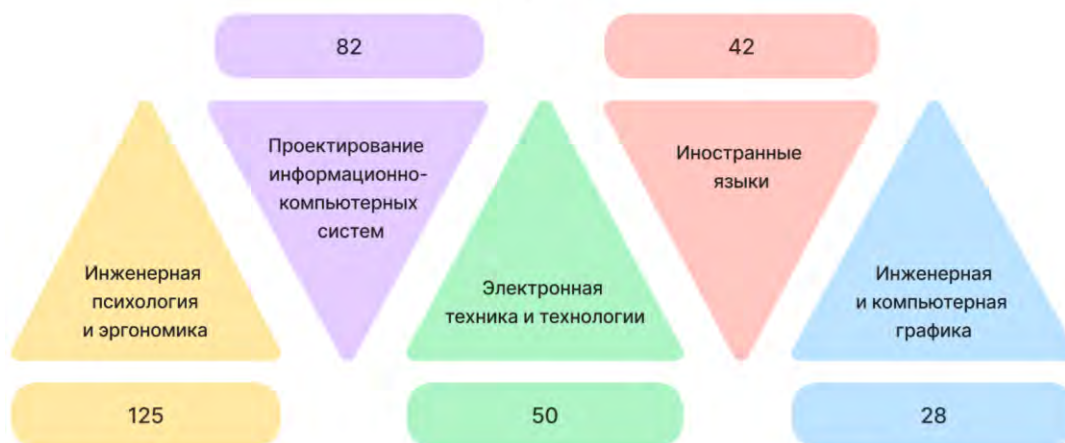 82
42
Проектирование
информационно-
компьютерных
систем
Иностранные
языки
Инженерная
психология
и эргономика
Электронная
техника и технологии
Инженерная
и компьютерная
графика
125
50
28